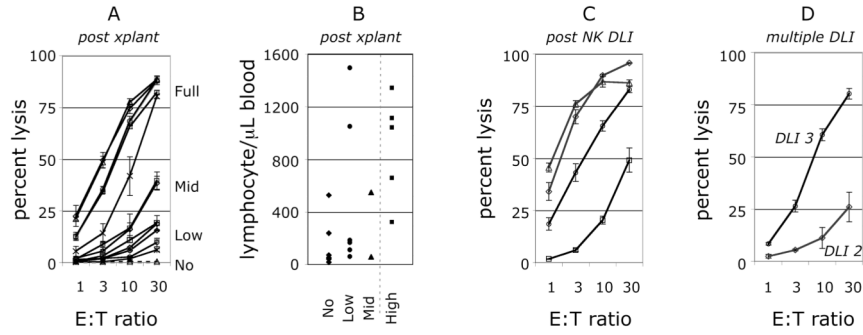 A
post xplant
percent lysis
100
75
50
25
0
Full
Mid
Low
No
1 3 10 30
E:T ratio
B
post xplant
lymphocyte/μL blood
1600
1200
800
400
0
No
Low
Mid
High
C
post NK DLI
percent lysis
100
75
50
25
0
1 3 10 30
E:T ratio
D
multiple DLI
percent lysis
100
75
50
25
0
DLI 3
DLI 2
1 3 10 30
E:T ratio